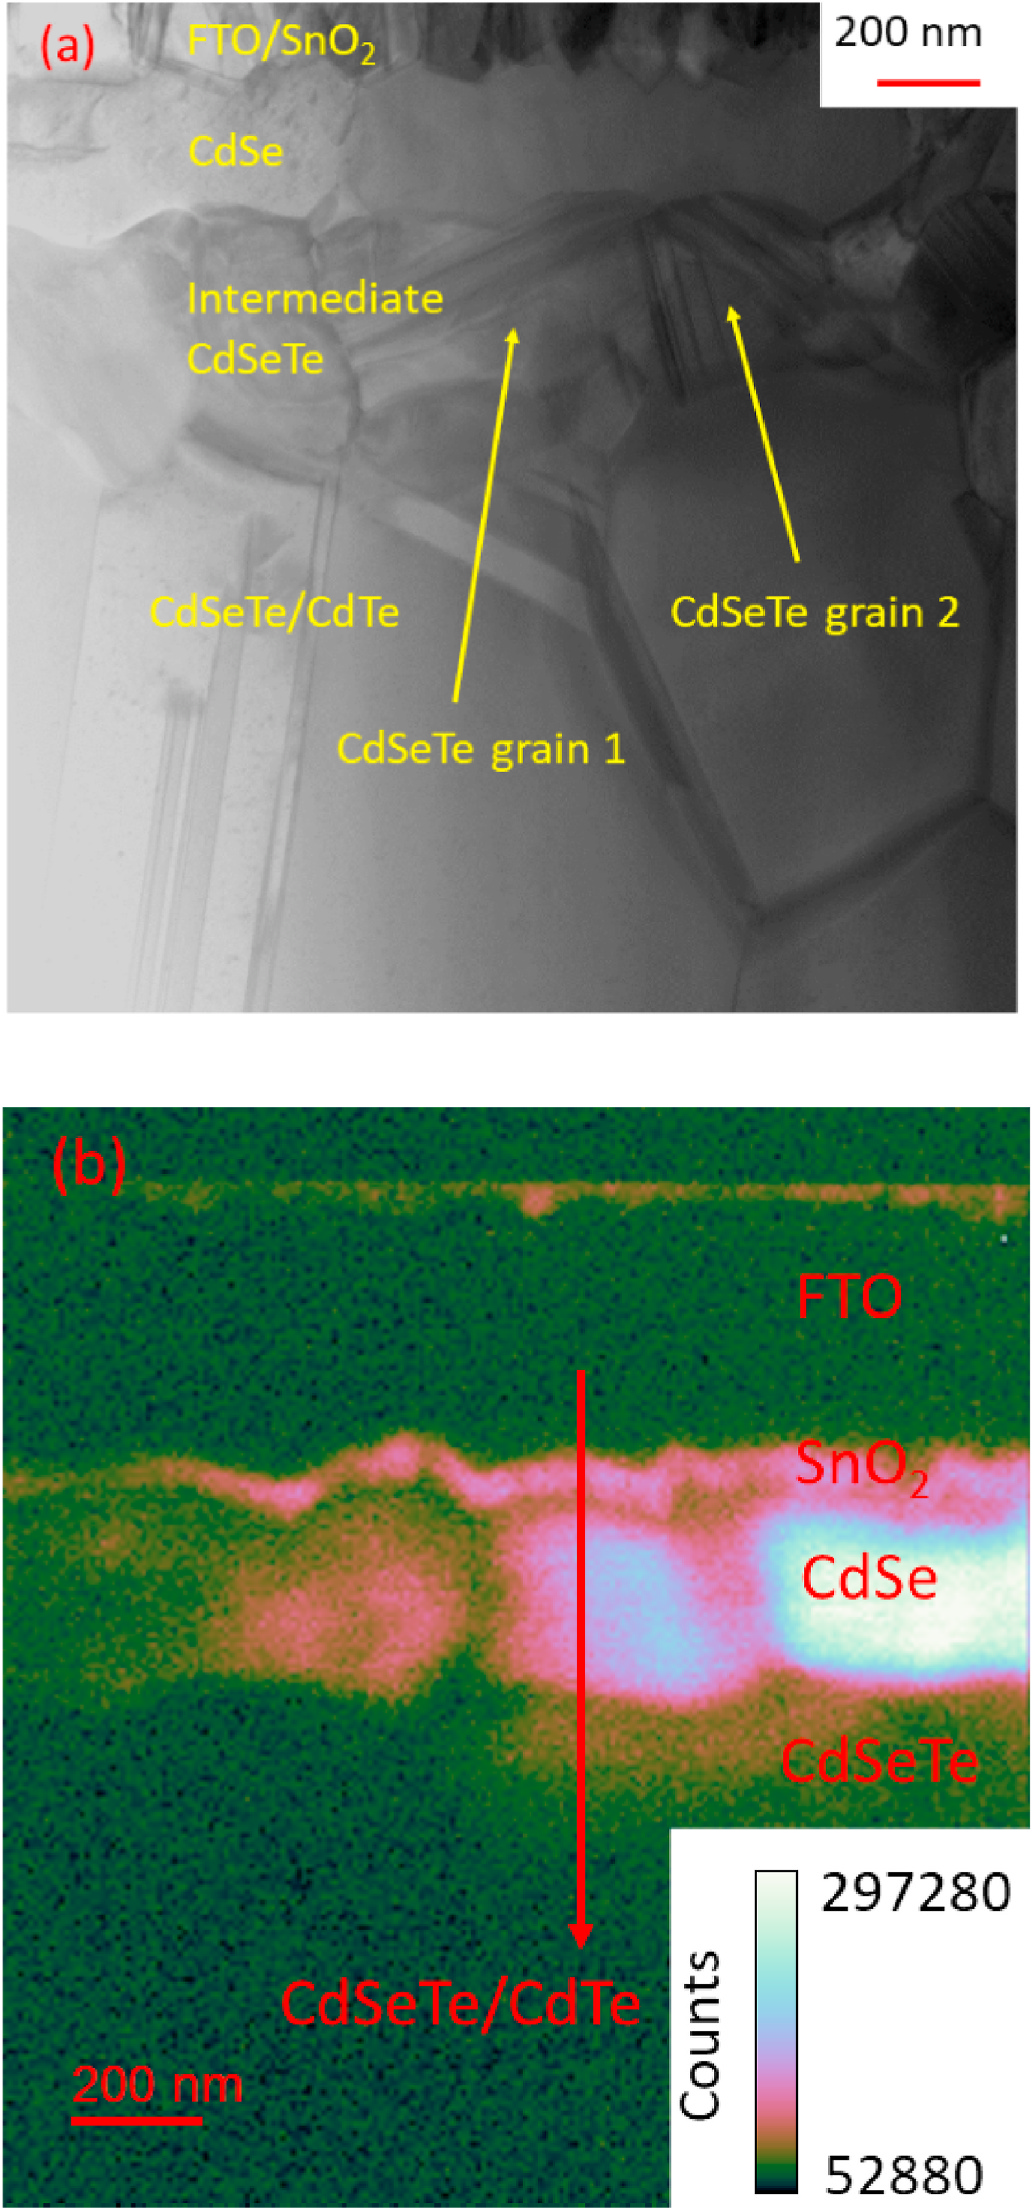 (a)
FTO/SnO₂
200 nm
CdSe
Intermediate
CdSeTe
CdSeTe/CdTe
CdSeTe grain 2
CdSeTe grain 1
(b)
FTO
SnO₂
CdSe
CdSeTe
CdSeTe/CdTe
200 nm
Counts
297280
52880